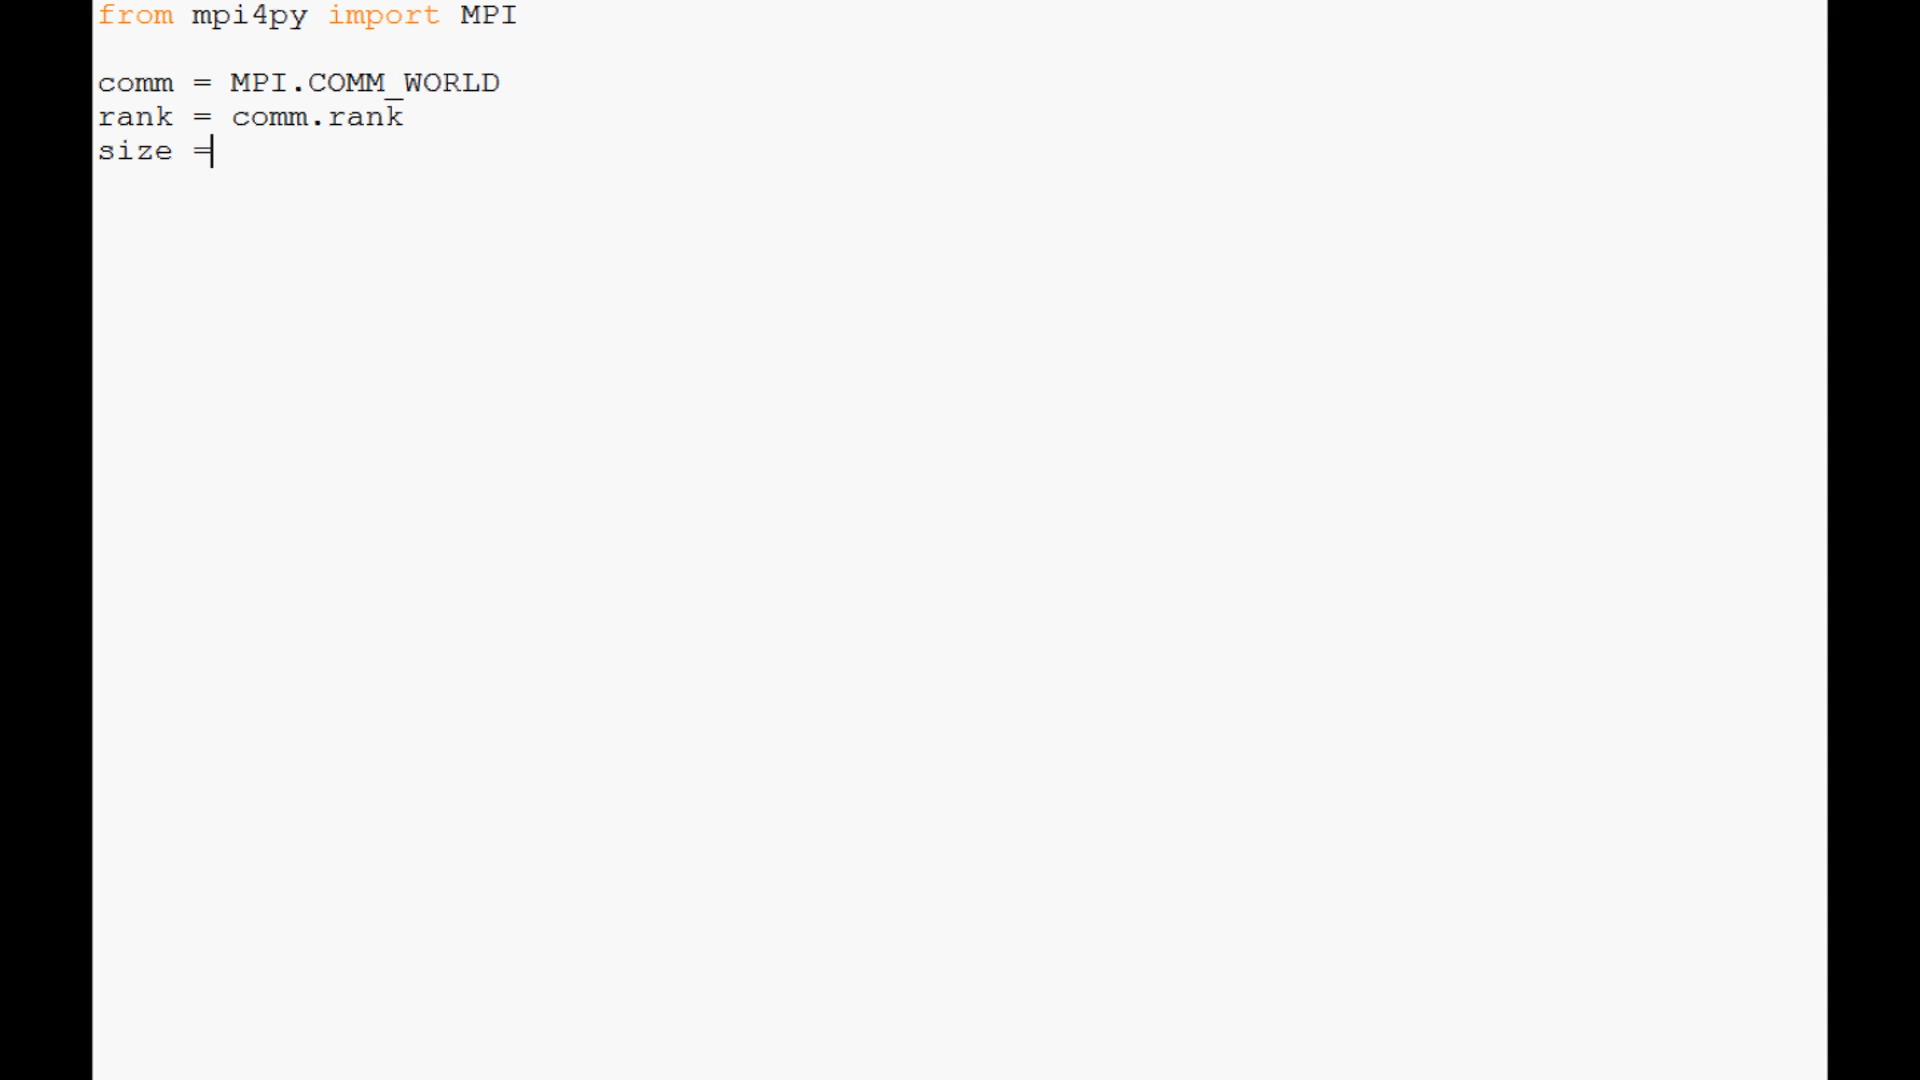 from mpi4py import MPI
comm = MPI.COMM_WORLD
rank = comm.rank
size =